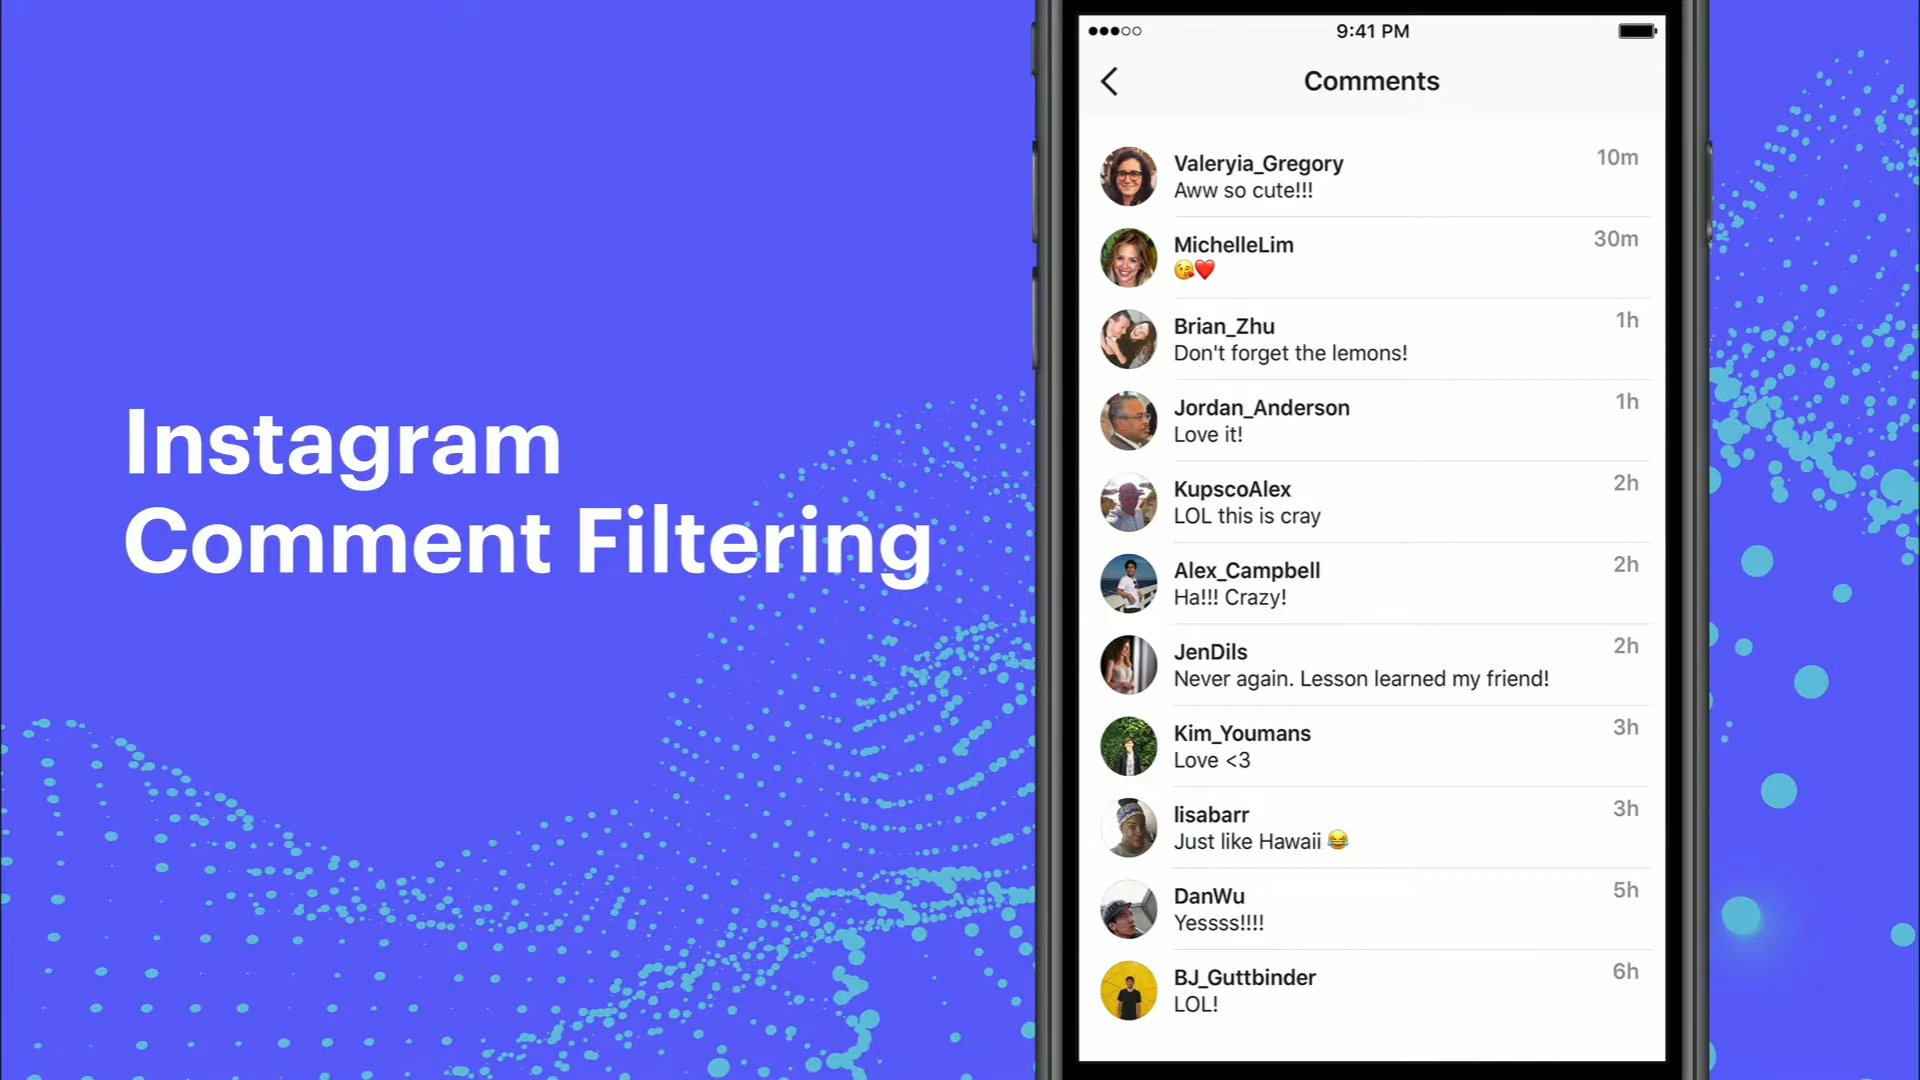 Instagram
Comment Filtering
9:41 PM
Comments
Valeryia_Gregory 10m
Aww so cute!!!
MichelleLim 30m
😘❤️
Brian_Zhu 1h
Don't forget the lemons!
Jordan_Anderson 1h
Love it!
KupscoAlex 2h
LOL this is cray
Alex_Campbell 2h
Ha!!! Crazy!
JenDils 2h
Never again. Lesson learned my friend!
Kim_Youmans 3h
Love <3
lisabarr 3h
Just like Hawaii 😂
DanWu 5h
Yessss!!!!
BJ_Guttbinder 6h
LOL!